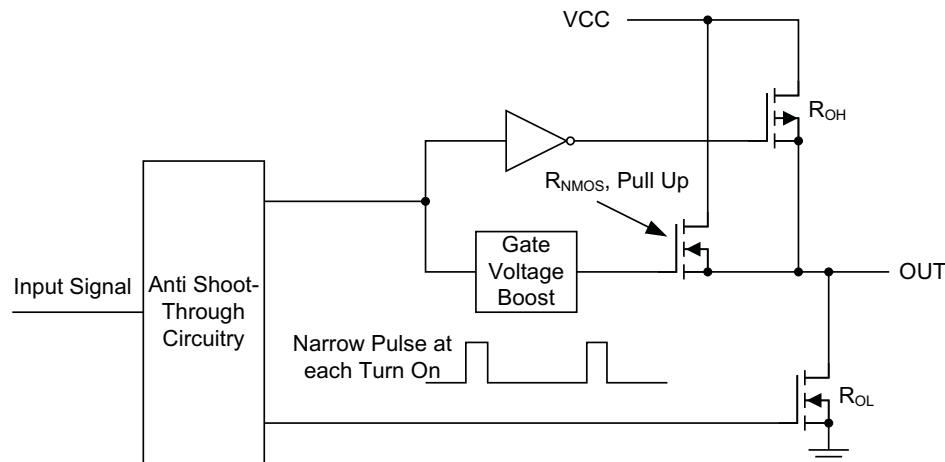 VCC
R_OH
R_NMOS, Pull Up
Gate
Voltage
Boost
OUT
Input Signal
Anti Shoot-
Through
Circuitry
Narrow Pulse at
each Turn On
R_OL